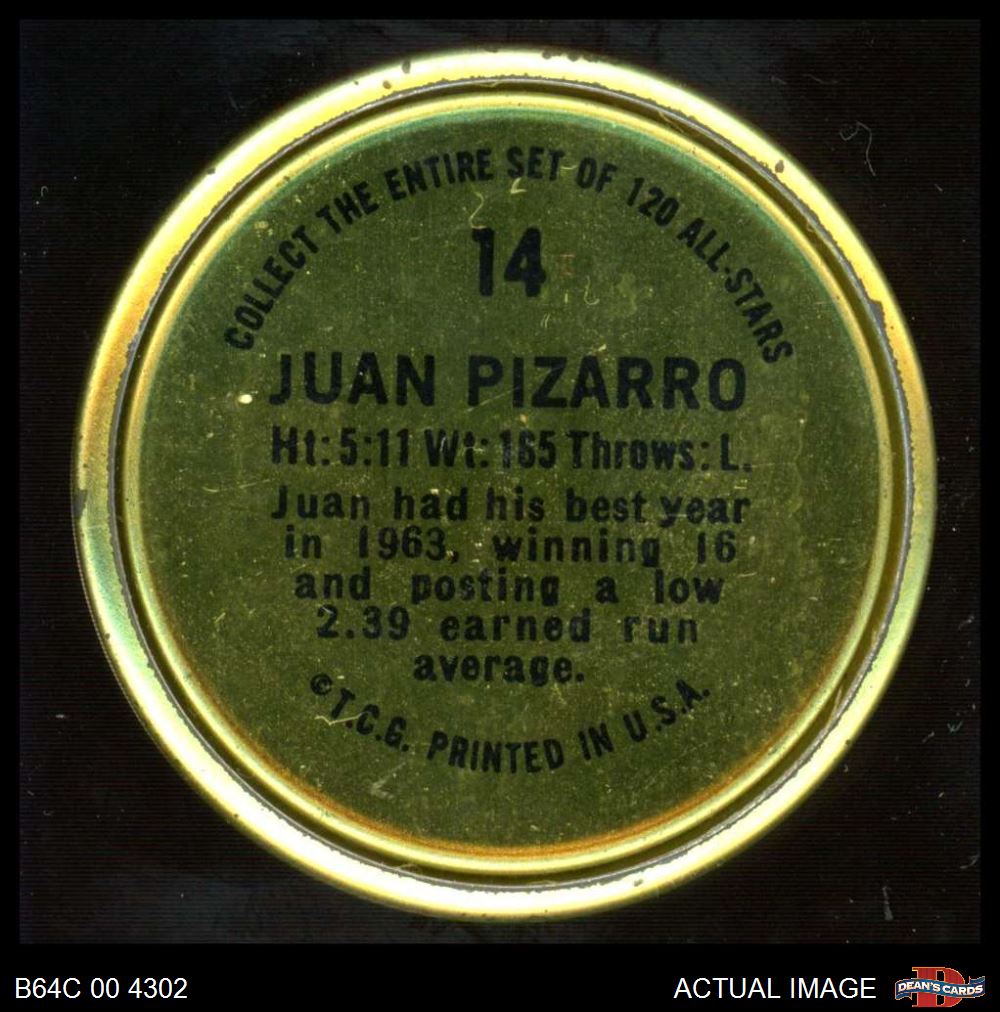 COLLECT THE ENTIRE SET OF 120 ALL-STARS
14
JUAN PIZARRO
Ht: 5:11 Wt: 165 Throws: L.
Juan had his best year
in 1963, winning 16
and posting a low
2.39 earned run
average.
©T.C.G. PRINTED IN U.S.A.
B64C 00 4302
ACTUAL IMAGE
D
DEAN'S CARDS